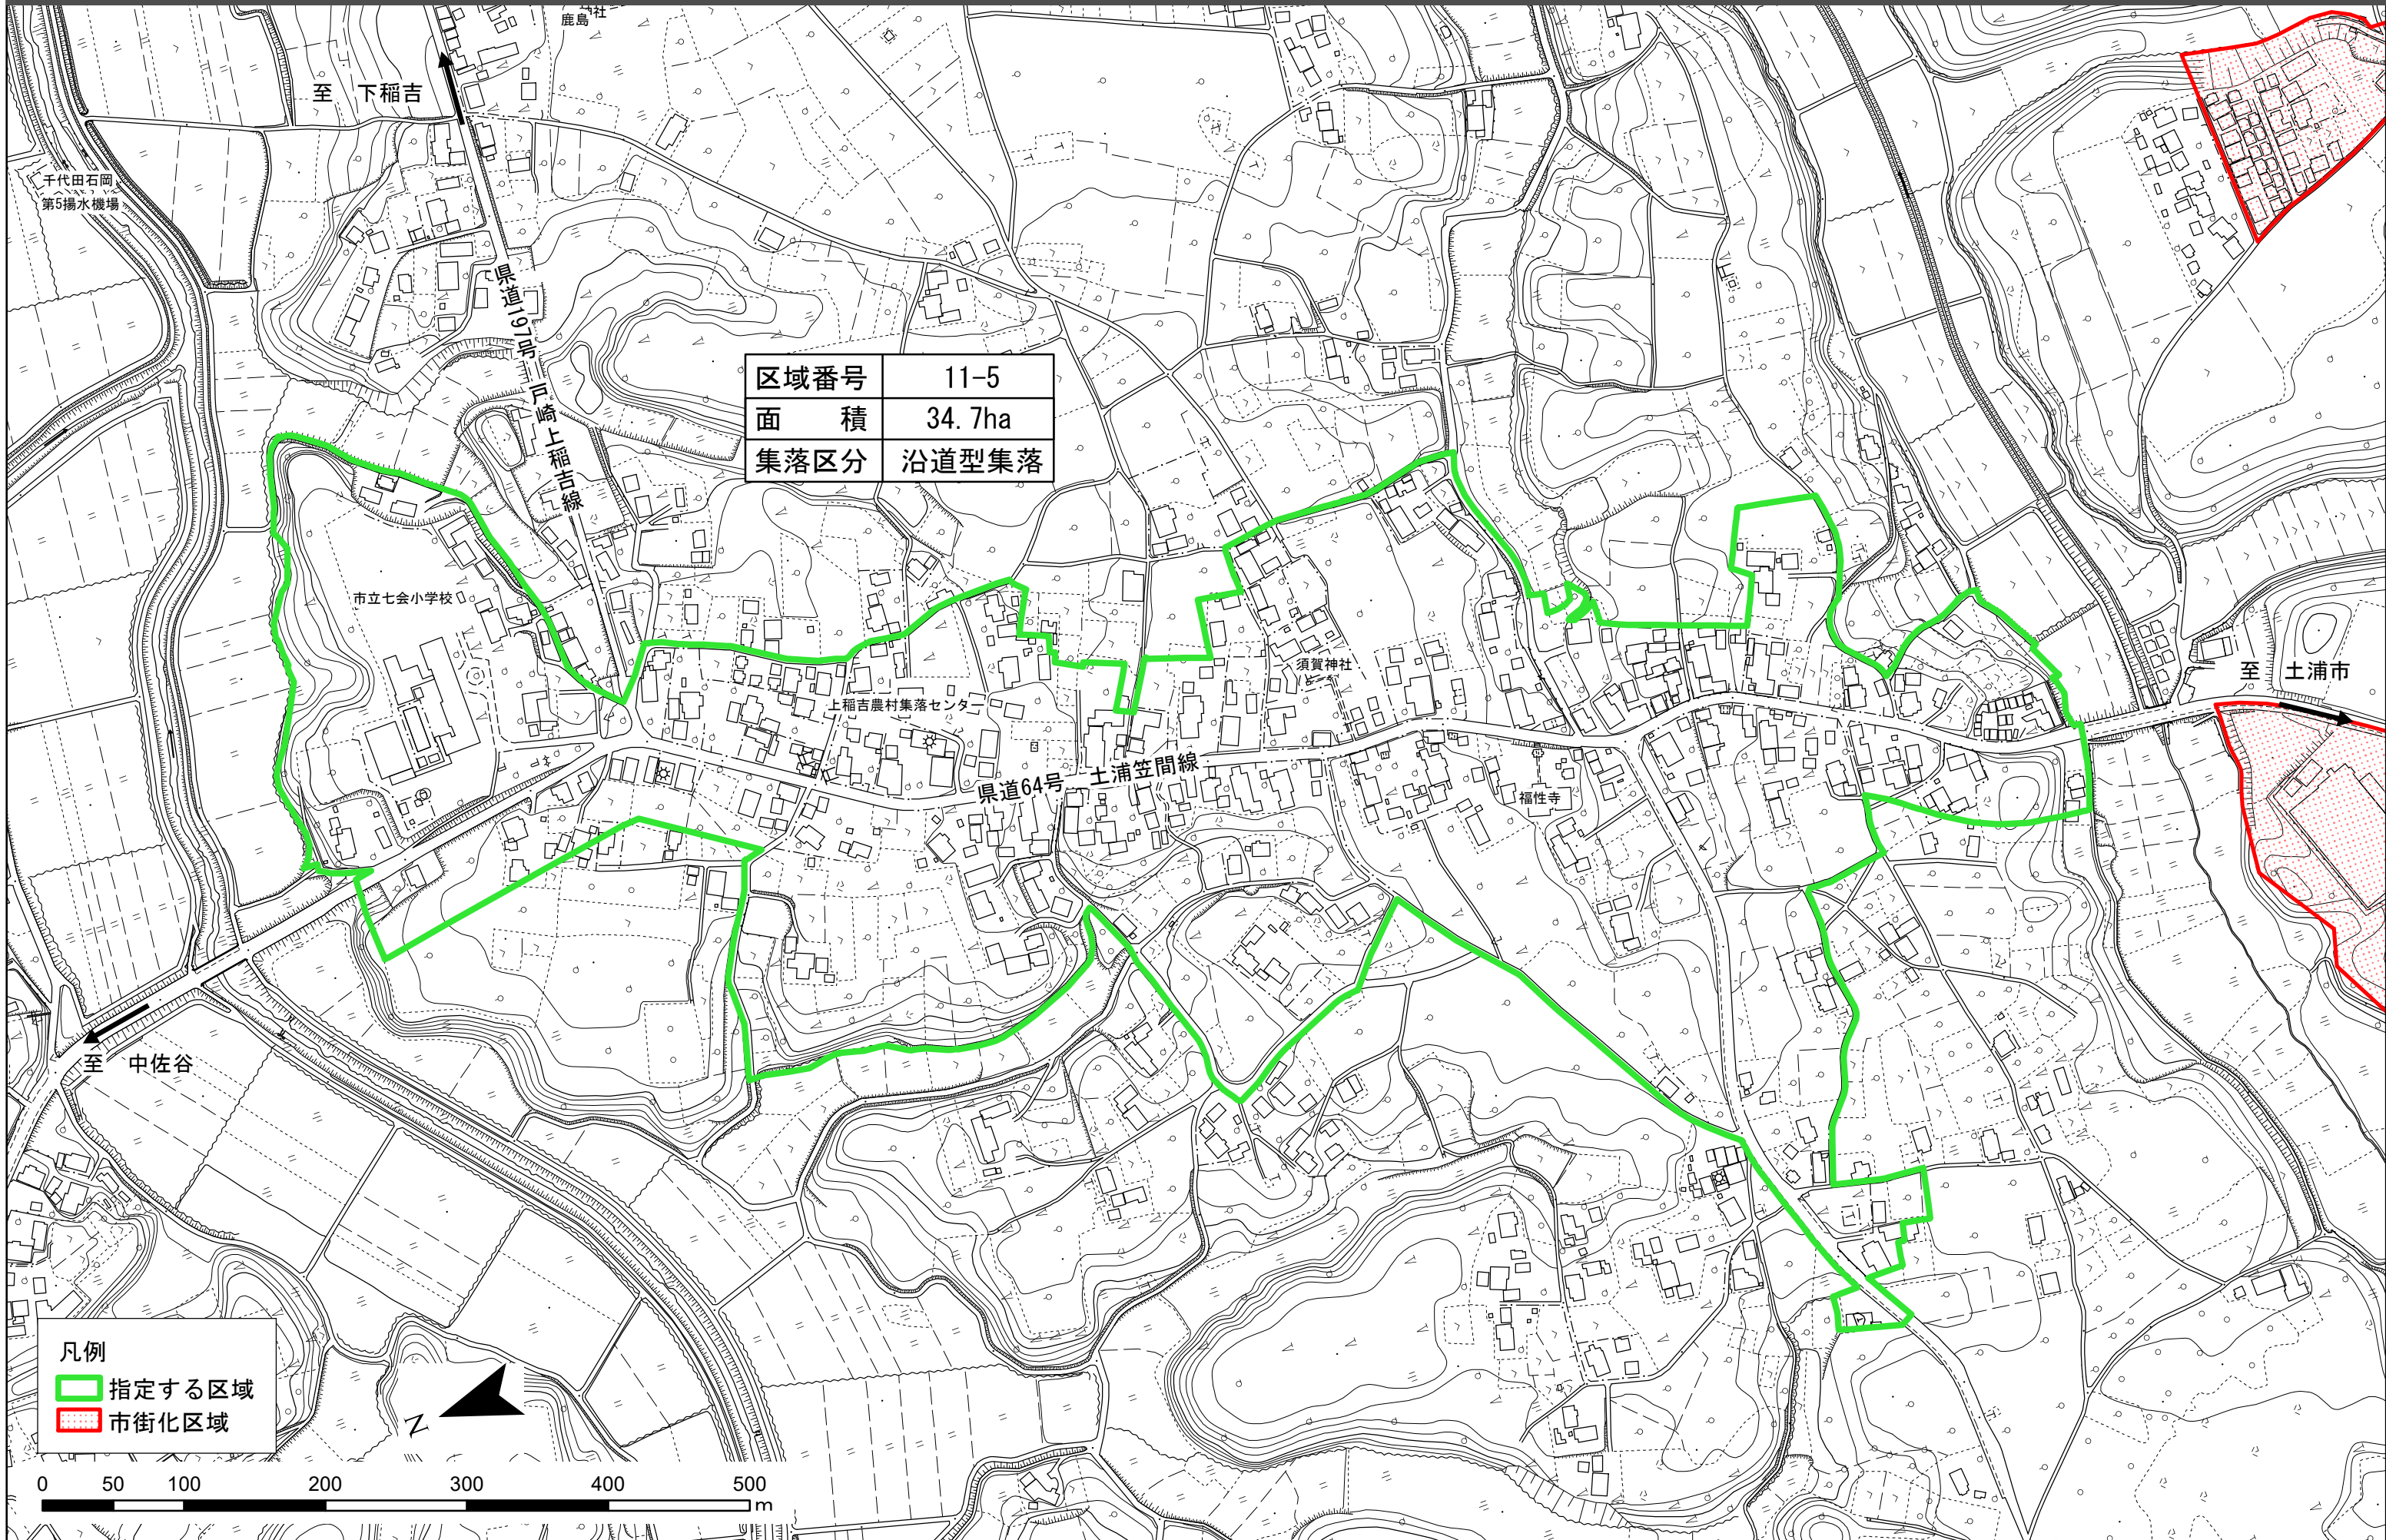 鹿島神社
至　下稲吉
千代田石岡
第5揚水機場
県道197号　戸崎上稲吉線
区域番号　11-5
面　　積　34.7ha
集落区分　沿道型集落
市立七会小学校
須賀神社
至　土浦市
上稲吉農村集落センター
県道64号　土浦笠間線
福性寺
至　中佐谷
凡例
指定する区域
市街化区域
N
0　50　100　200　300　400　500
m